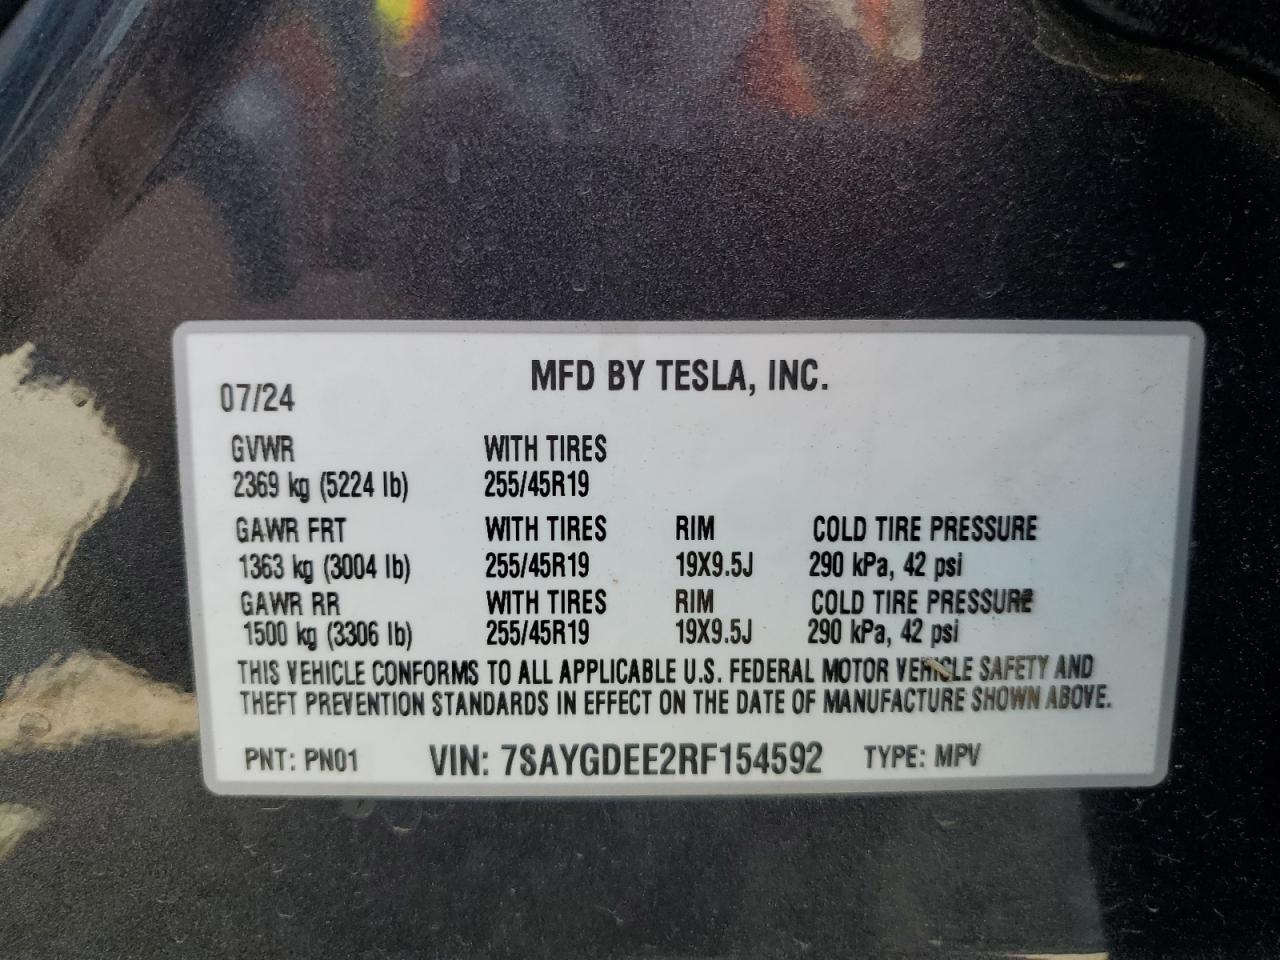 MFD BY TESLA, INC.
07/24
GVWR WITH TIRES
2369 kg (5224 lb) 255/45R19
GAWR FRT WITH TIRES RIM COLD TIRE PRESSURE
1363 kg (3004 lb) 255/45R19 19X9.5J 290 kPa, 42 psi
GAWR RR WITH TIRES RIM COLD TIRE PRESSURE
1500 kg (3306 lb) 255/45R19 19X9.5J 290 kPa, 42 psi
THIS VEHICLE CONFORMS TO ALL APPLICABLE U.S. FEDERAL MOTOR VEHICLE SAFETY AND
THEFT PREVENTION STANDARDS IN EFFECT ON THE DATE OF MANUFACTURE SHOWN ABOVE.
PNT: PN01 VIN: 7SAYGDEE2RF154592 TYPE: MPV